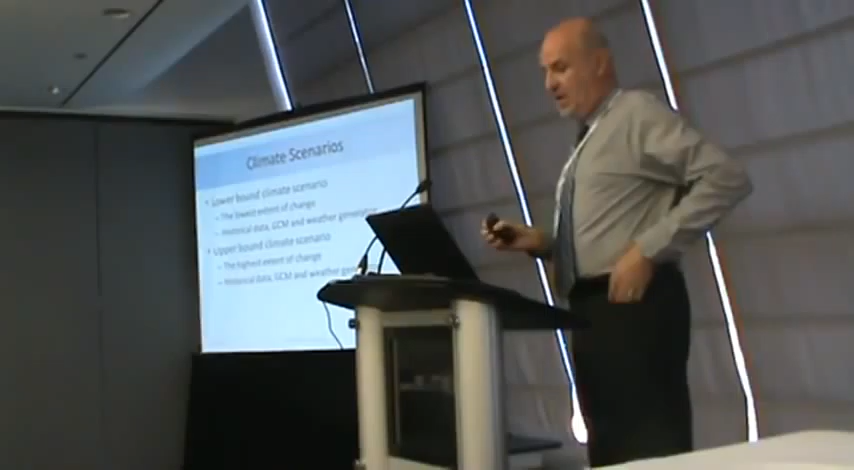 Climate Scenarios
• Lower bound climate scenario
– The lowest extent of change
– Historical data, GCM and weather generator
• Upper bound climate scenario
– The highest extent of change
– Historical data, GCM and weather